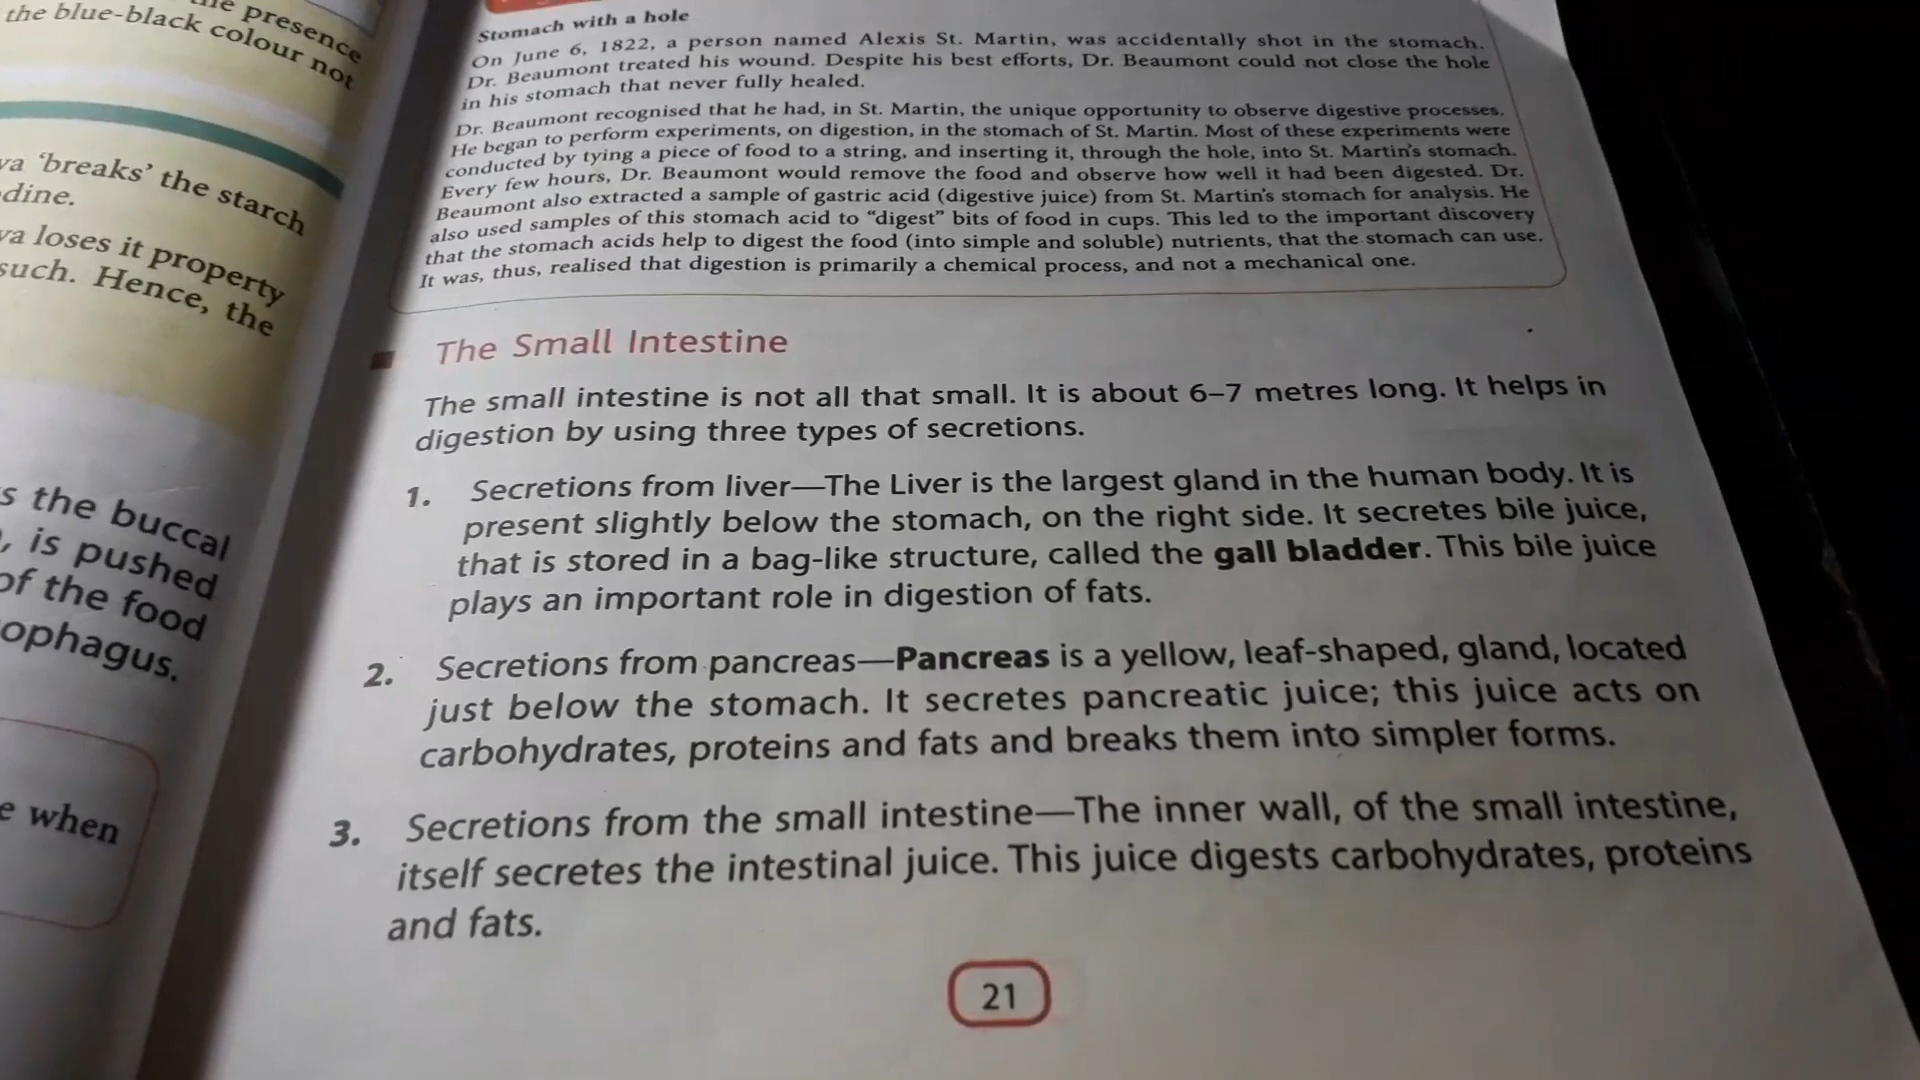 the presence
the blue-black colour not
va 'breaks' the starch
dine.
va loses it property
such. Hence, the
s the buccal
, is pushed
of the food
ophagus.
e when
Stomach with a hole
On June 6, 1822, a person named Alexis St. Martin, was accidentally shot in the stomach.
Dr. Beaumont treated his wound. Despite his best efforts, Dr. Beaumont could not close the hole
in his stomach that never fully healed.
Dr. Beaumont recognised that he had, in St. Martin, the unique opportunity to observe digestive processes.
He began to perform experiments, on digestion, in the stomach of St. Martin. Most of these experiments were
conducted by tying a piece of food to a string, and inserting it, through the hole, into St. Martin's stomach.
Every few hours, Dr. Beaumont would remove the food and observe how well it had been digested. Dr.
Beaumont also extracted a sample of gastric acid (digestive juice) from St. Martin's stomach for analysis. He
also used samples of this stomach acid to "digest" bits of food in cups. This led to the important discovery
that the stomach acids help to digest the food (into simple and soluble) nutrients, that the stomach can use.
It was, thus, realised that digestion is primarily a chemical process, and not a mechanical one.
The Small Intestine
The small intestine is not all that small. It is about 6–7 metres long. It helps in
digestion by using three types of secretions.
1. Secretions from liver—The Liver is the largest gland in the human body. It is
present slightly below the stomach, on the right side. It secretes bile juice,
that is stored in a bag-like structure, called the gall bladder. This bile juice
plays an important role in digestion of fats.
2. Secretions from pancreas—Pancreas is a yellow, leaf-shaped, gland, located
just below the stomach. It secretes pancreatic juice; this juice acts on
carbohydrates, proteins and fats and breaks them into simpler forms.
3. Secretions from the small intestine—The inner wall, of the small intestine,
itself secretes the intestinal juice. This juice digests carbohydrates, proteins
and fats.
21